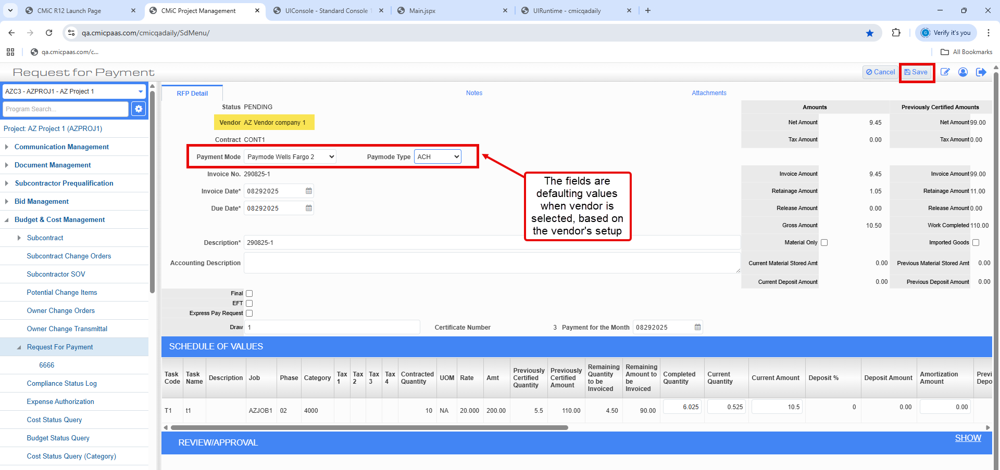 CMiC R12 Launch Page
CMiC Project Management
UIConsole - Standard Console 1
Main.jspx
UIRuntime - cmicqadaily
qa.cmicpaas.com/cmicqadaily/SdMenu/
Verify it's you
qa.cmicpaas.com/c...
All Bookmarks
Request for Payment
Cancel
Save
AZC3 - AZPROJ1 - AZ Project 1
Program Search...
Project: AZ Project 1 (AZPROJ1)
Communication Management
Document Management
Subcontractor Prequalification
Bid Management
Budget & Cost Management
Subcontract
Subcontract Change Orders
Subcontractor SOV
Potential Change Items
Owner Change Orders
Owner Change Transmittal
Request For Payment
6666
Compliance Status Log
Expense Authorization
Cost Status Query
Budget Status Query
Cost Status Query (Category)
RFP Detail
Notes
Attachments
Status PENDING
Vendor AZ Vendor company 1
Contract CONT1
Payment Mode Paymode Wells Fargo 2 Paymode Type ACH
Invoice No. 290825-1
Invoice Date* 08292025
Due Date* 08292025
The fields are
defaulting values
when vendor is
selected, based on
the vendor's setup
Description* 290825-1
Accounting Description
Amounts Previously Certified Amounts
Net Amount 9.45 Net Amount 99.00
Tax Amount 0.00 Tax Amount 0.00
Invoice Amount 9.45 Invoice Amount 99.00
Retainage Amount 1.05 Retainage Amount 11.00
Release Amount 0.00 Release Amount 0.00
Gross Amount 10.50 Work Completed 110.00
Material Only Imported Goods
Current Material Stored Amt 0.00 Previous Material Stored Amt 0.00
Current Deposit Amount 0.00 Previous Deposit Amount 0.00
Final
EFT
Express Pay Request
Draw 1 Certificate Number 3 Payment for the Month 08292025
SCHEDULE OF VALUES
Task Code Task Name Description Job Phase Category Tax 1 Tax 2 Tax 3 Tax 4 Contracted Quantity UOM Rate Amt Previously Certified Quantity Previously Certified Amount Remaining Quantity to be Invoiced Remaining Amount to be Invoiced Completed Quantity Current Quantity Current Amount Deposit % Deposit Amount Amortization Amount Previ Depo
T1 t1 AZJOB1 02 4000 10 NA 20.000 200.00 5.5 110.00 4.50 90.00 6.025 0.525 10.5 0 0.00 0.00
REVIEW/APPROVAL
SHOW